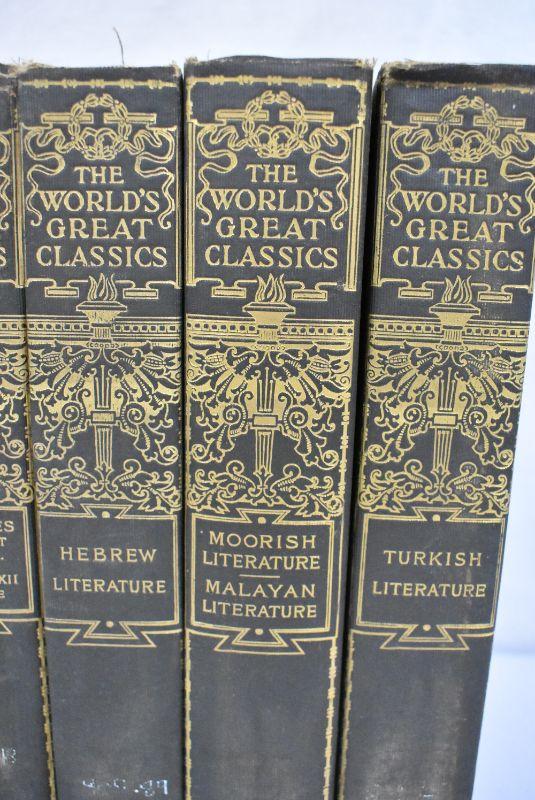 THE
WORLD'S
GREAT
CLASSICS
HEBREW
LITERATURE
THE
WORLD'S
GREAT
CLASSICS
MOORISH
LITERATURE
MALAYAN
LITERATURE
THE
WORLD'S
GREAT
CLASSICS
TURKISH
LITERATURE